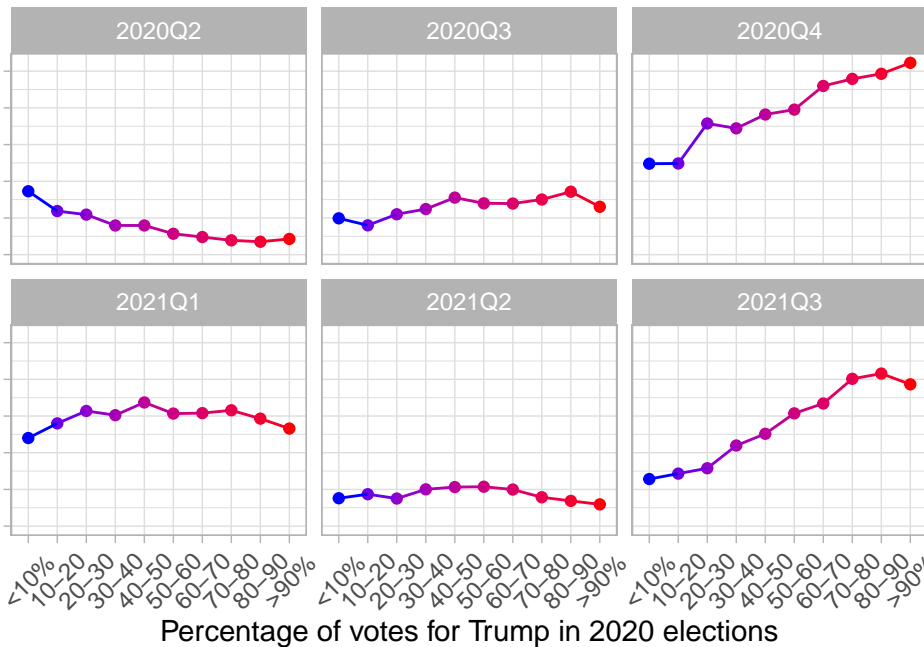 2020Q2 2020Q3 2020Q4
2021Q1 2021Q2 2021Q3
<10% 10–20 20–30 30–40 40–50 50–60 60–70 70–80 80–90 >90% <10% 10–20 20–30 30–40 40–50 50–60 60–70 70–80 80–90 >90% <10% 10–20 20–30 30–40 40–50 50–60 60–70 70–80 80–90 >90%
Percentage of votes for Trump in 2020 elections